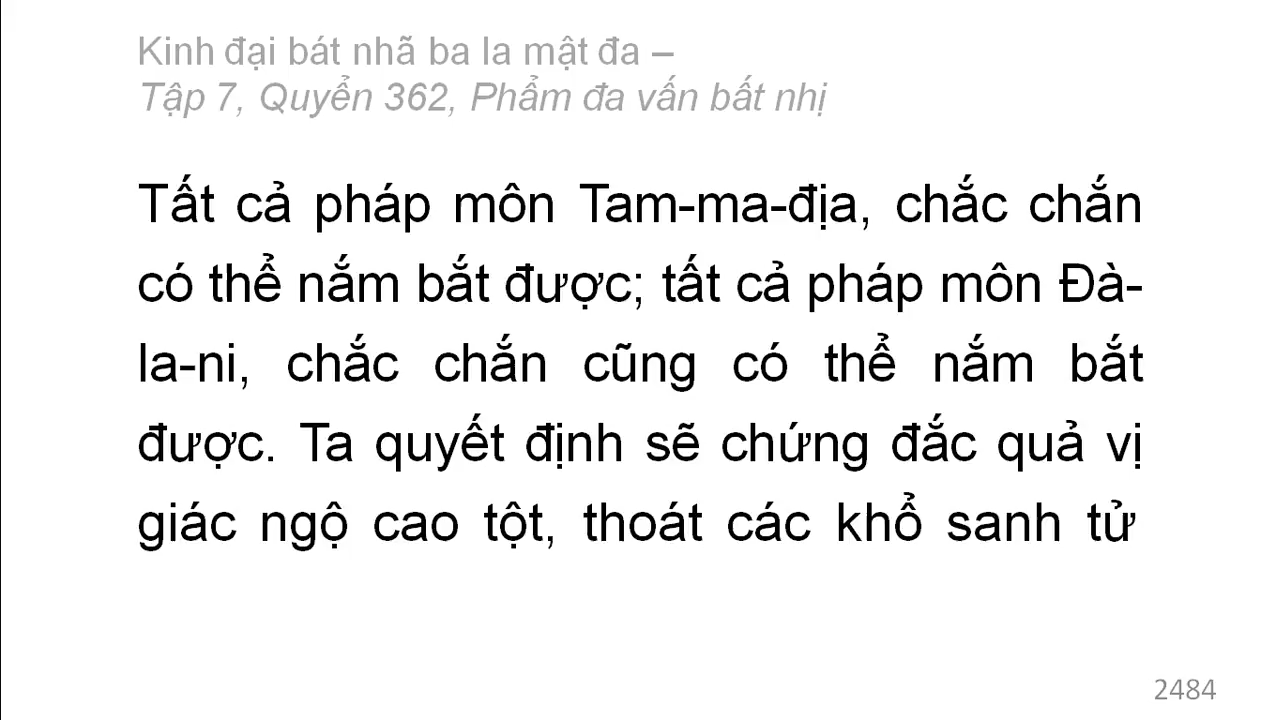 Kinh đại bát nhã ba la mật đa –
Tập 7, Quyển 362, Phẩm đa vấn bất nhị
Tất cả pháp môn Tam-ma-địa, chắc chắn
có thể nắm bắt được; tất cả pháp môn Đà-
la-ni, chắc chắn cũng có thể nắm bắt
được. Ta quyết định sẽ chứng đắc quả vị
giác ngộ cao tột, thoát các khổ sanh tử
2484